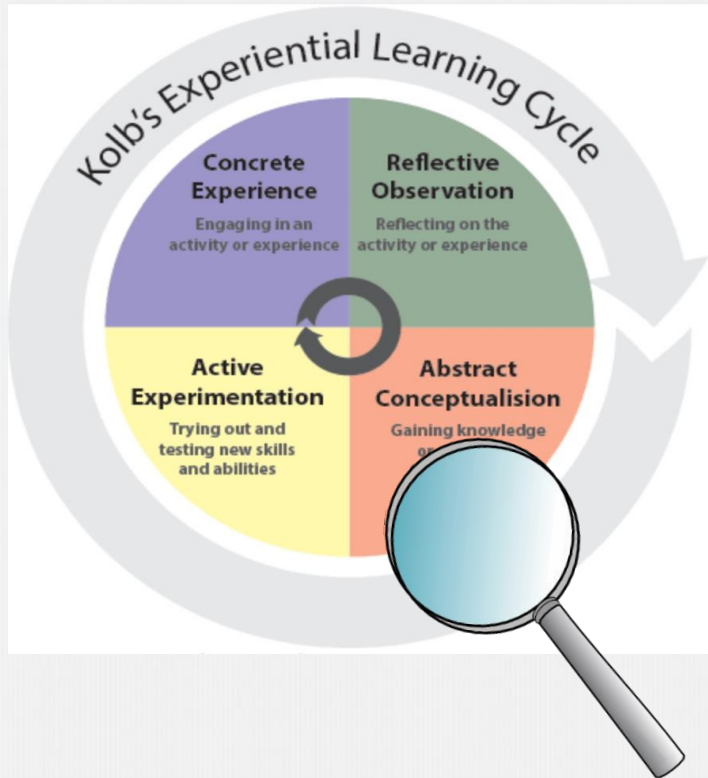 Kolb's Experiential Learning Cycle
Concrete
Experience
Engaging in an
activity or experience
Reflective
Observation
Reflecting on the
activity or experience
Active
Experimentation
Trying out and
testing new skills
and abilities
Abstract
Conceptualision
Gaining knowledge